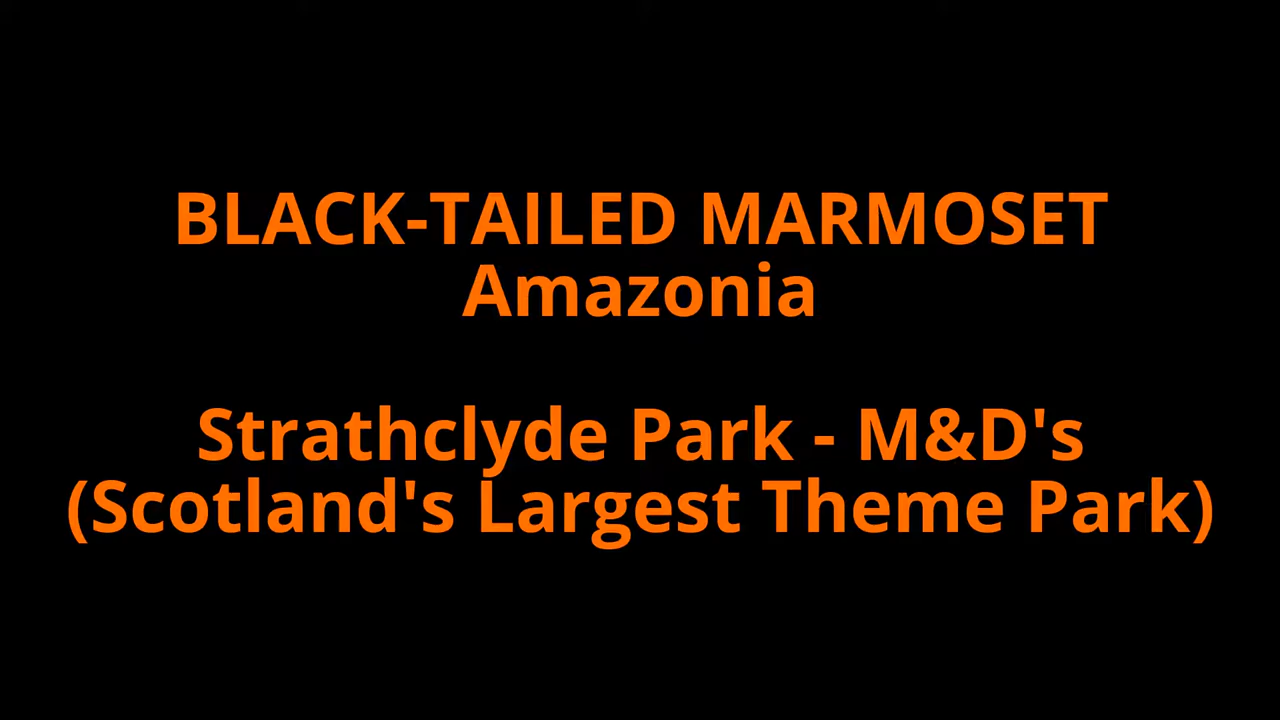 BLACK-TAILED MARMOSET
Amazonia
Strathclyde Park - M&D's
(Scotland's Largest Theme Park)